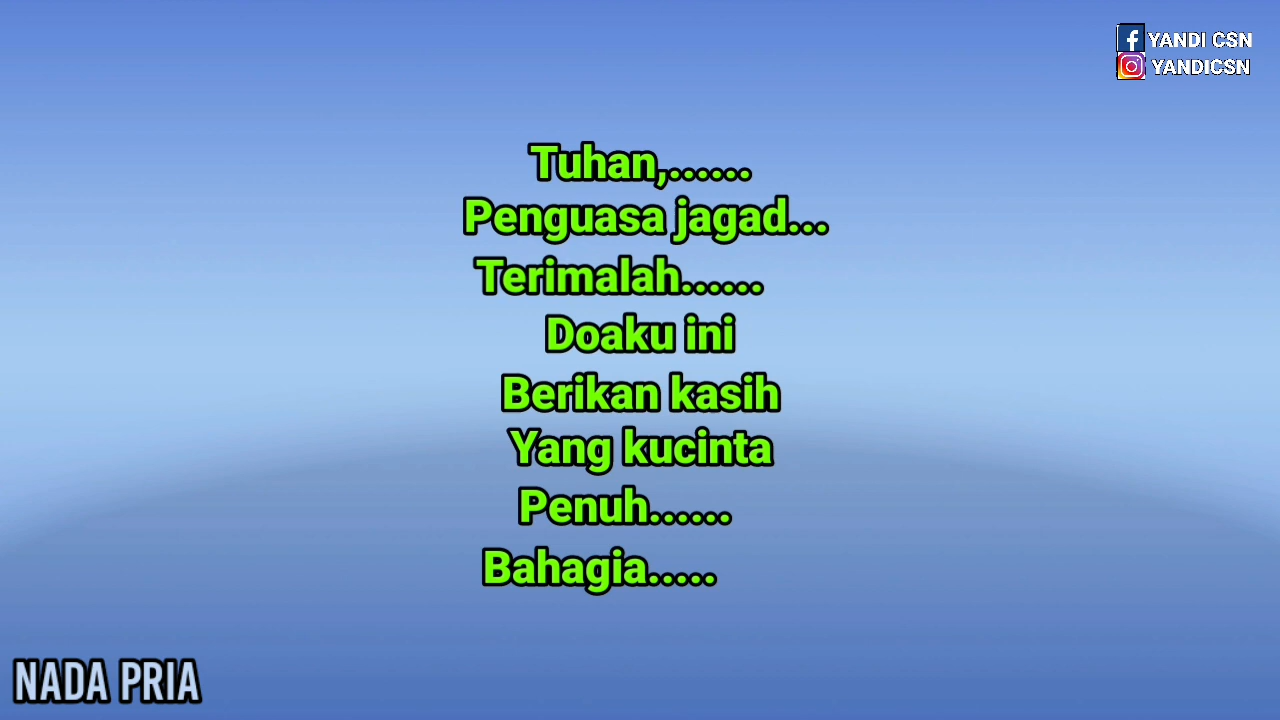 YANDI CSN
YANDICSN
Tuhan,......
Penguasa jagad...
Terimalah......
Doaku ini
Berikan kasih
Yang kucinta
Penuh......
Bahagia.....
NADA PRIA